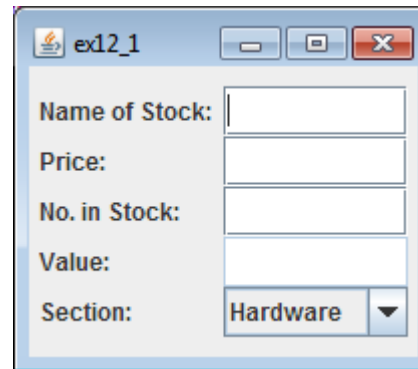 ex12_1
Name of Stock:
Price:
No. in Stock:
Value:
Section: Hardware